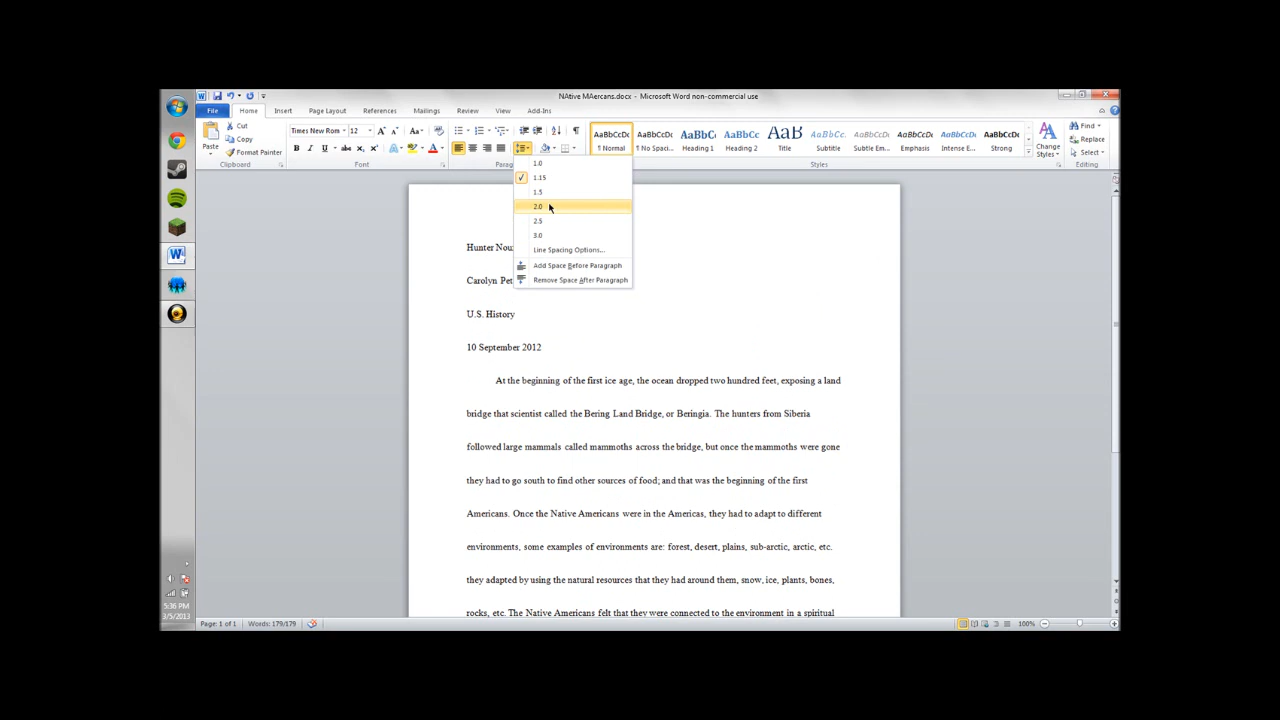 NAtive MAercans.docx - Microsoft Word non-commercial use
File Home Insert Page Layout References Mailings Review View Add-Ins
Paste
Cut
Copy
Format Painter
Clipboard
Times New Rom 12
Font
Parag
AaBbCcDc AaBbCcDc AaBbC AaBbCc AaB AaBbCc. AaBbCcD. AaBbCcD. AaBbCcD. AaBbCcDc
¶ Normal ¶ No Spaci... Heading 1 Heading 2 Title Subtitle Subtle Em... Emphasis Intense E... Strong
Styles
Change
Styles
Find
Replace
Select
Editing
1.0
1.15
1.5
2.0
2.5
3.0
Line Spacing Options...
Add Space Before Paragraph
Remove Space After Paragraph
Hunter
Carolyn
U.S. History
10 September 2012
At the beginning of the first ice age, the ocean dropped two hundred feet, exposing a land
bridge that scientist called the Bering Land Bridge, or Beringia. The hunters from Siberia
followed large mammals called mammoths across the bridge, but once the mammoths were gone
they had to go south to find other sources of food; and that was the beginning of the first
Americans. Once the Native Americans were in the Americas, they had to adapt to different
environments, some examples of environments are: forest, desert, plains, sub-arctic, arctic, etc.
they adapted by using the natural resources that they had around them, snow, ice, plants, bones,
rocks, etc. The Native Americans felt that they were connected to the environment in a spiritual
5:36 PM
3/5/2013
Page: 1 of 1 Words: 179/179 100%